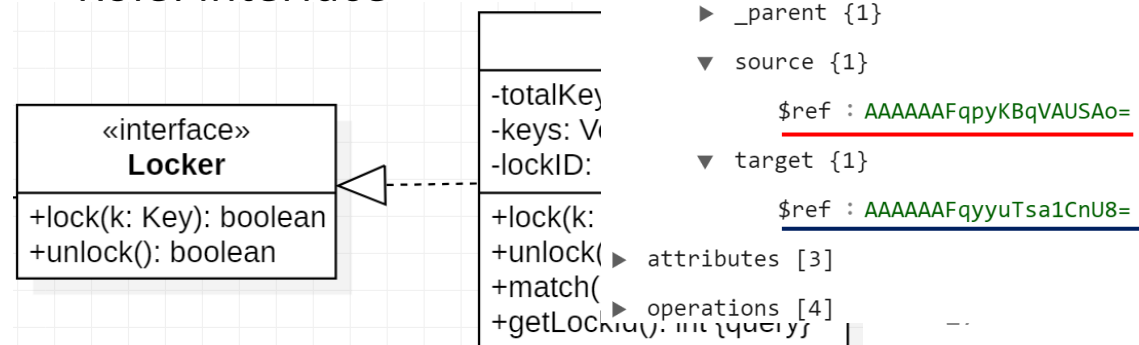 «interface»
Locker
+lock(k: Key): boolean
+unlock(): boolean
-totalKey
-keys:
-lockID:
+lock(k:
+unlock(
+match(
+getLockId(): int {query}
▶ _parent {1}
▼ source {1}
$ref : AAAAAAFqpyKBqVAUSAo=
▼ target {1}
$ref : AAAAAAFqyyuTsa1CnU8=
▶ attributes [3]
▶ operations [4]